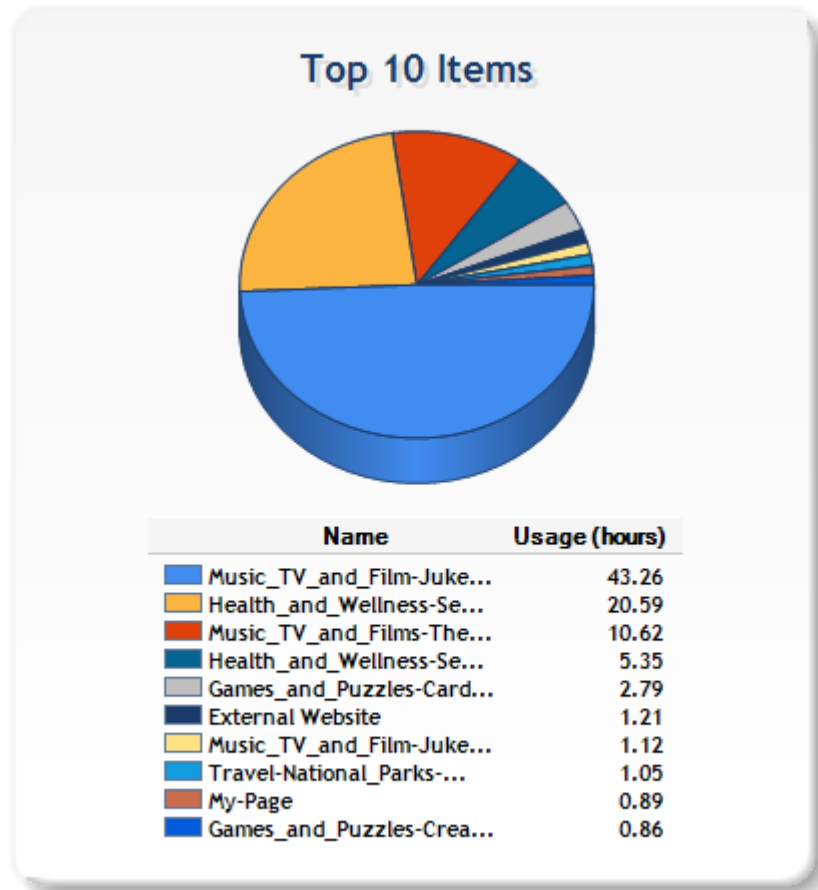 Top 10 Items
Name Usage (hours)
Music_TV_and_Film-Juke... 43.26
Health_and_Wellness-Se... 20.59
Music_TV_and_Films-The... 10.62
Health_and_Wellness-Se... 5.35
Games_and_Puzzles-Card... 2.79
External Website 1.21
Music_TV_and_Film-Juke... 1.12
Travel-National_Parks-... 1.05
My-Page 0.89
Games_and_Puzzles-Crea... 0.86